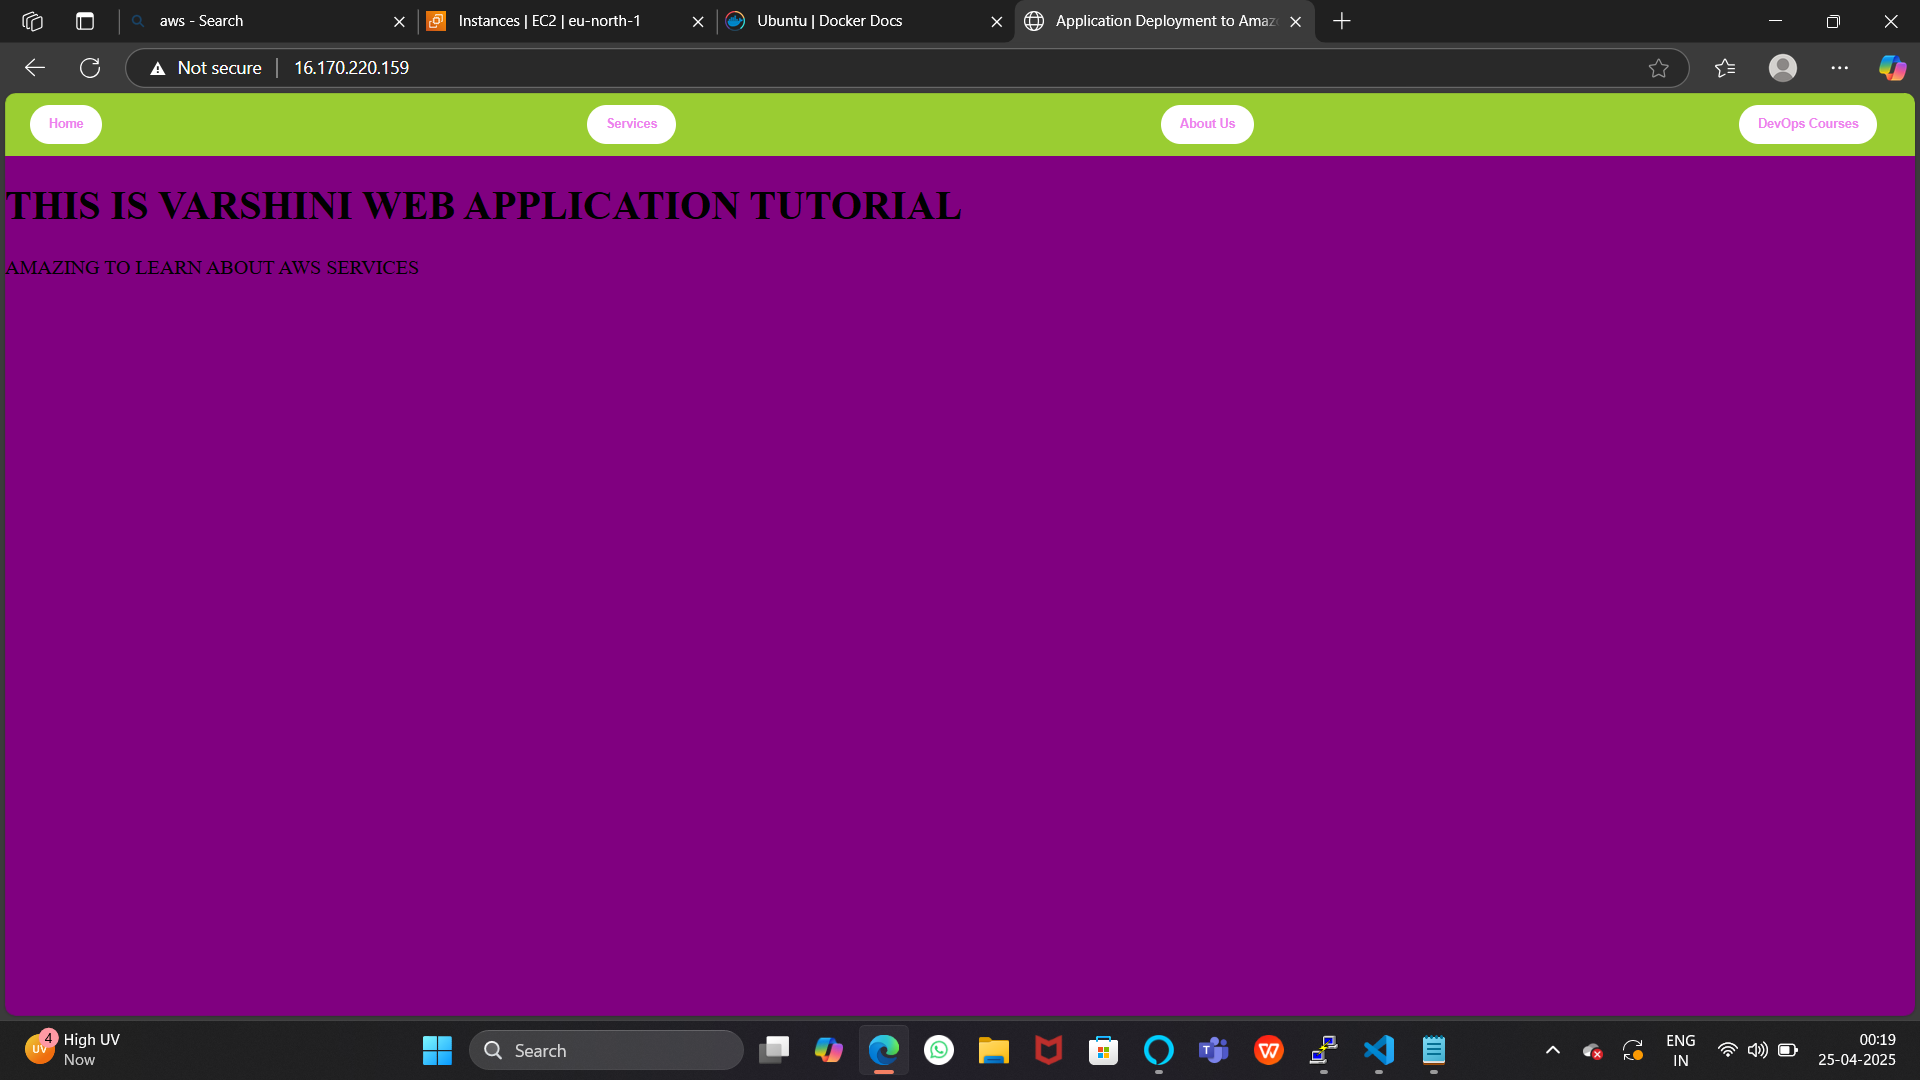 aws - Search
Instances | EC2 | eu-north-1
Ubuntu | Docker Docs
Application Deployment to Amaz
Not secure
16.170.220.159
Home
Services
About Us
DevOps Courses
THIS IS VARSHINI WEB APPLICATION TUTORIAL
AMAZING TO LEARN ABOUT AWS SERVICES
4
UV
High UV
Now
Search
T
W
ENG
IN
00:19
25-04-2025